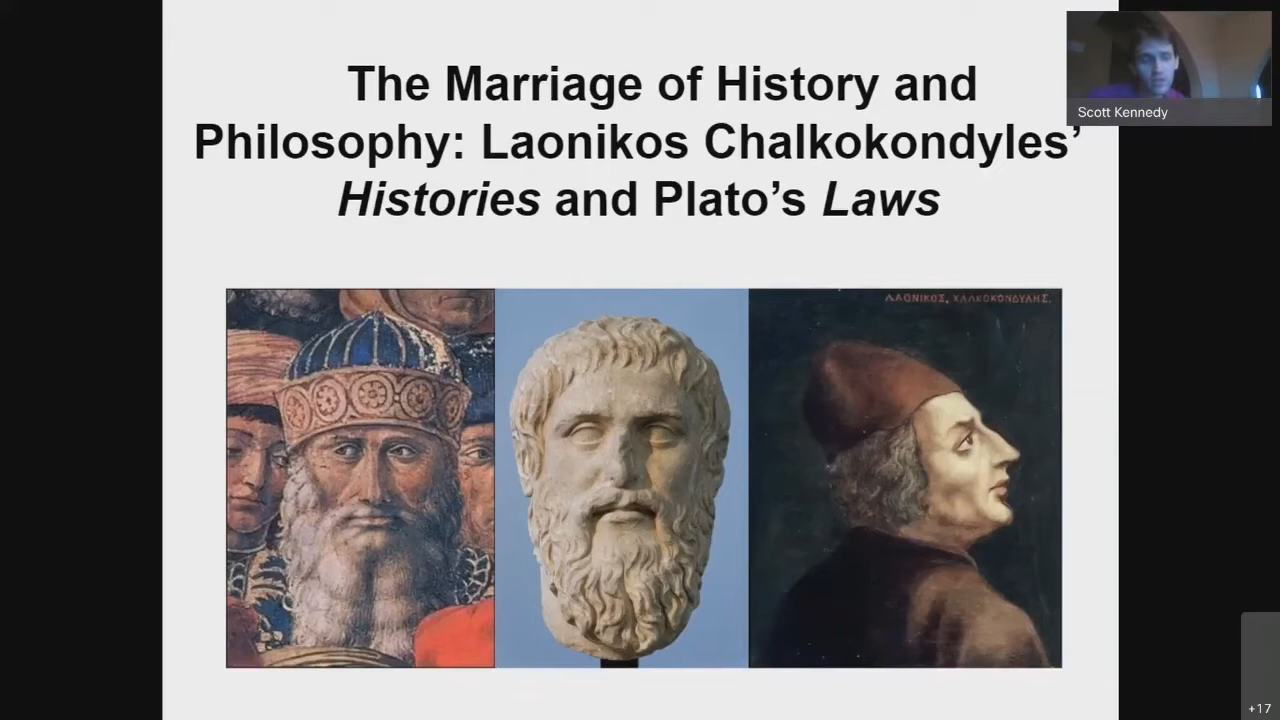 The Marriage of History and
Philosophy: Laonikos Chalkokondyles’
Histories and Plato’s Laws
Scott Kennedy
ΛΑΟΝΙΚΟΣ, ΧΑΛΚΟΚΟΝΔΥΛΗΣ.
+17